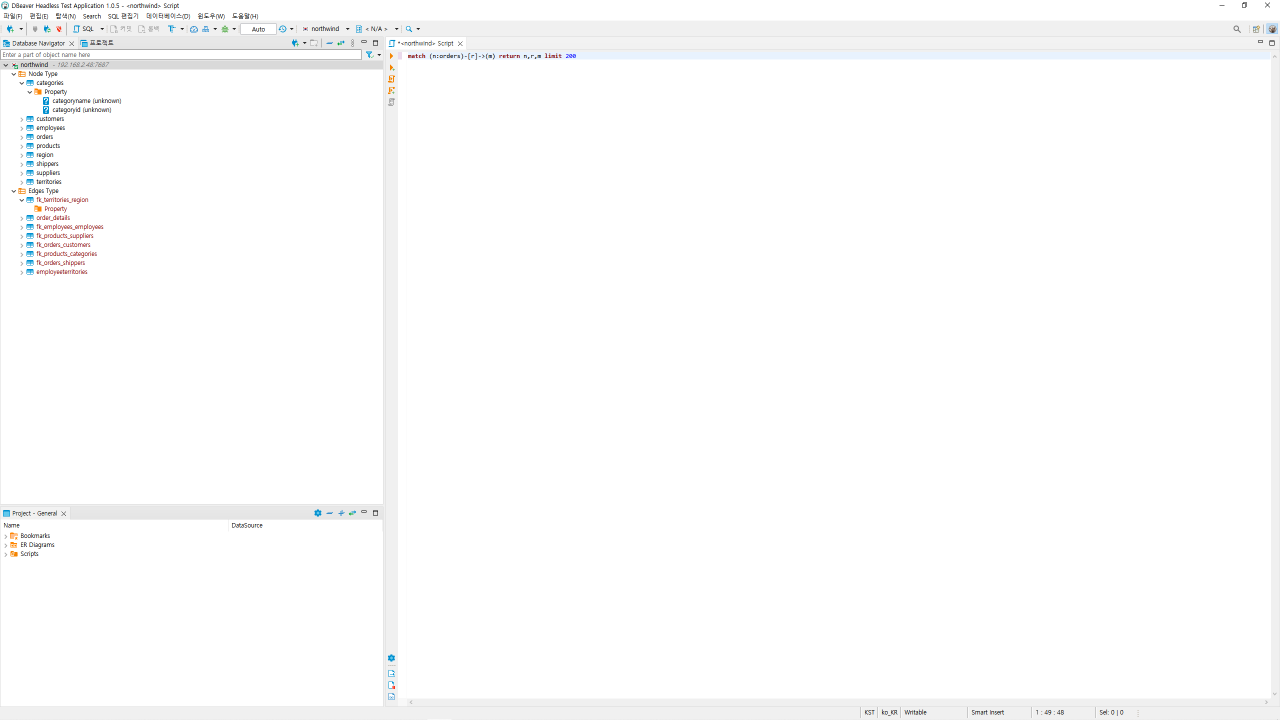 DBeaver Headless Test Application 1.0.5 - <northwind> Script
파일(F) 편집(E) 탐색(N) Search SQL 편집기 데이터베이스(D) 윈도우(W) 도움말(H)
SQL 커밋 롤백 Auto northwind < N/A >
Database Navigator 프로젝트
Enter a part of object name here
northwind - 192.168.2.48:7687
Node Type
categories
Property
categoryname (unknown)
categoryid (unknown)
customers
employees
orders
products
region
shippers
suppliers
territories
Edges Type
fk_territories_region
Property
order_details
fk_employees_employees
fk_products_suppliers
fk_orders_customers
fk_products_categories
fk_orders_shippers
employeeterritories
Project - General
Name DataSource
Bookmarks
ER Diagrams
Scripts
*<northwind> Script
match (n:orders)-[r]->(m) return n,r,m limit 200
KST ko_KR Writable Smart Insert 1 : 49 : 48 Sel: 0 | 0